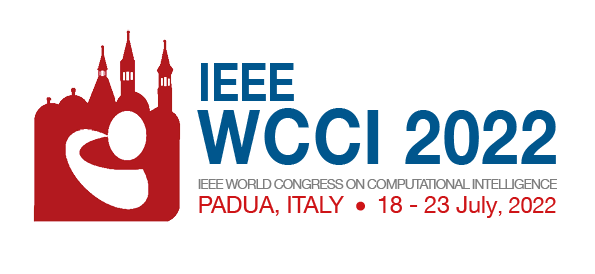 IEEE
WCCI 2022
IEEE WORLD CONGRESS ON COMPUTATIONAL INTELLIGENCE
PADUA, ITALY • 18 - 23 July, 2022